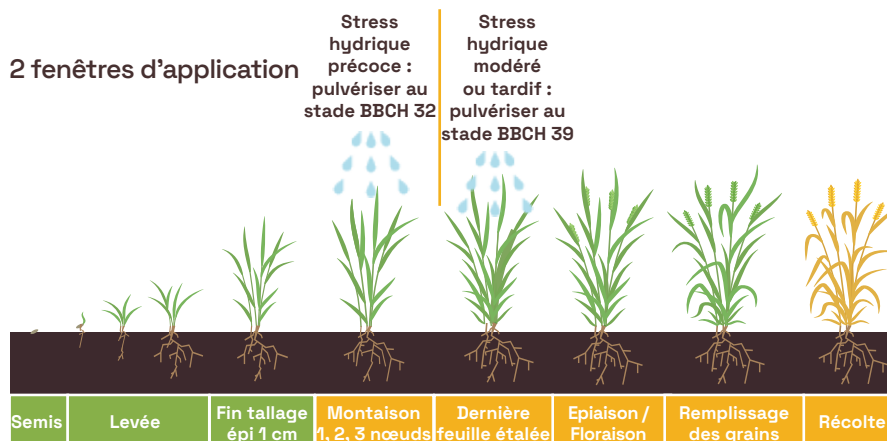 2 fenêtres d'application
Stress
hydrique
précoce :
pulvériser au
stade BBCH 32
Stress
hydrique
modéré
ou tardif :
pulvériser au
stade BBCH 39
Semis
Levée
Fin tallage
épi 1 cm
Montaison
1, 2, 3 nœuds
Dernière
feuille étalée
Epiaison /
Floraison
Remplissage
des grains
Récolte